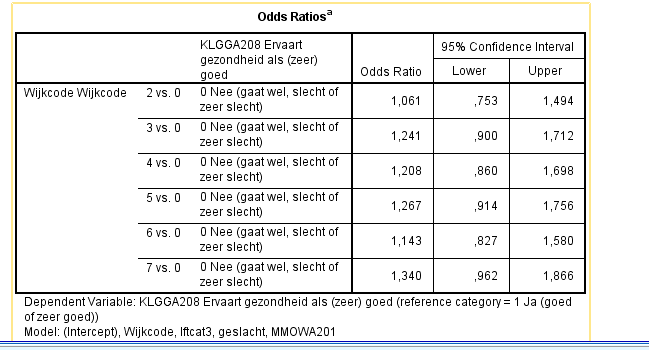 Odds Ratiosa
KLGGA208 Ervaart
gezondheid als (zeer)
goed
Odds Ratio
95% Confidence Interval
Lower
Upper
Wijkcode Wijkcode
2 vs. 0
0 Nee (gaat wel, slecht of
zeer slecht)
1,061
,753
1,494
3 vs. 0
0 Nee (gaat wel, slecht of
zeer slecht)
1,241
,900
1,712
4 vs. 0
0 Nee (gaat wel, slecht of
zeer slecht)
1,208
,860
1,698
5 vs. 0
0 Nee (gaat wel, slecht of
zeer slecht)
1,267
,914
1,756
6 vs. 0
0 Nee (gaat wel, slecht of
zeer slecht)
1,143
,827
1,580
7 vs. 0
0 Nee (gaat wel, slecht of
zeer slecht)
1,340
,962
1,866
Dependent Variable: KLGGA208 Ervaart gezondheid als (zeer) goed (reference category = 1 Ja (goed
of zeer goed))
Model: (Intercept), Wijkcode, lftcat3, geslacht, MMOWA201